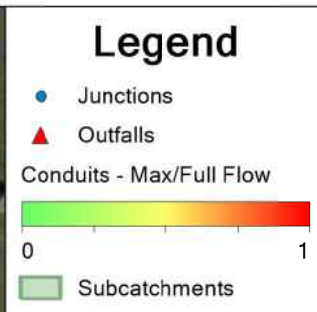 Legend
Junctions
Outfalls
Conduits - Max/Full Flow
0 1
Subcatchments